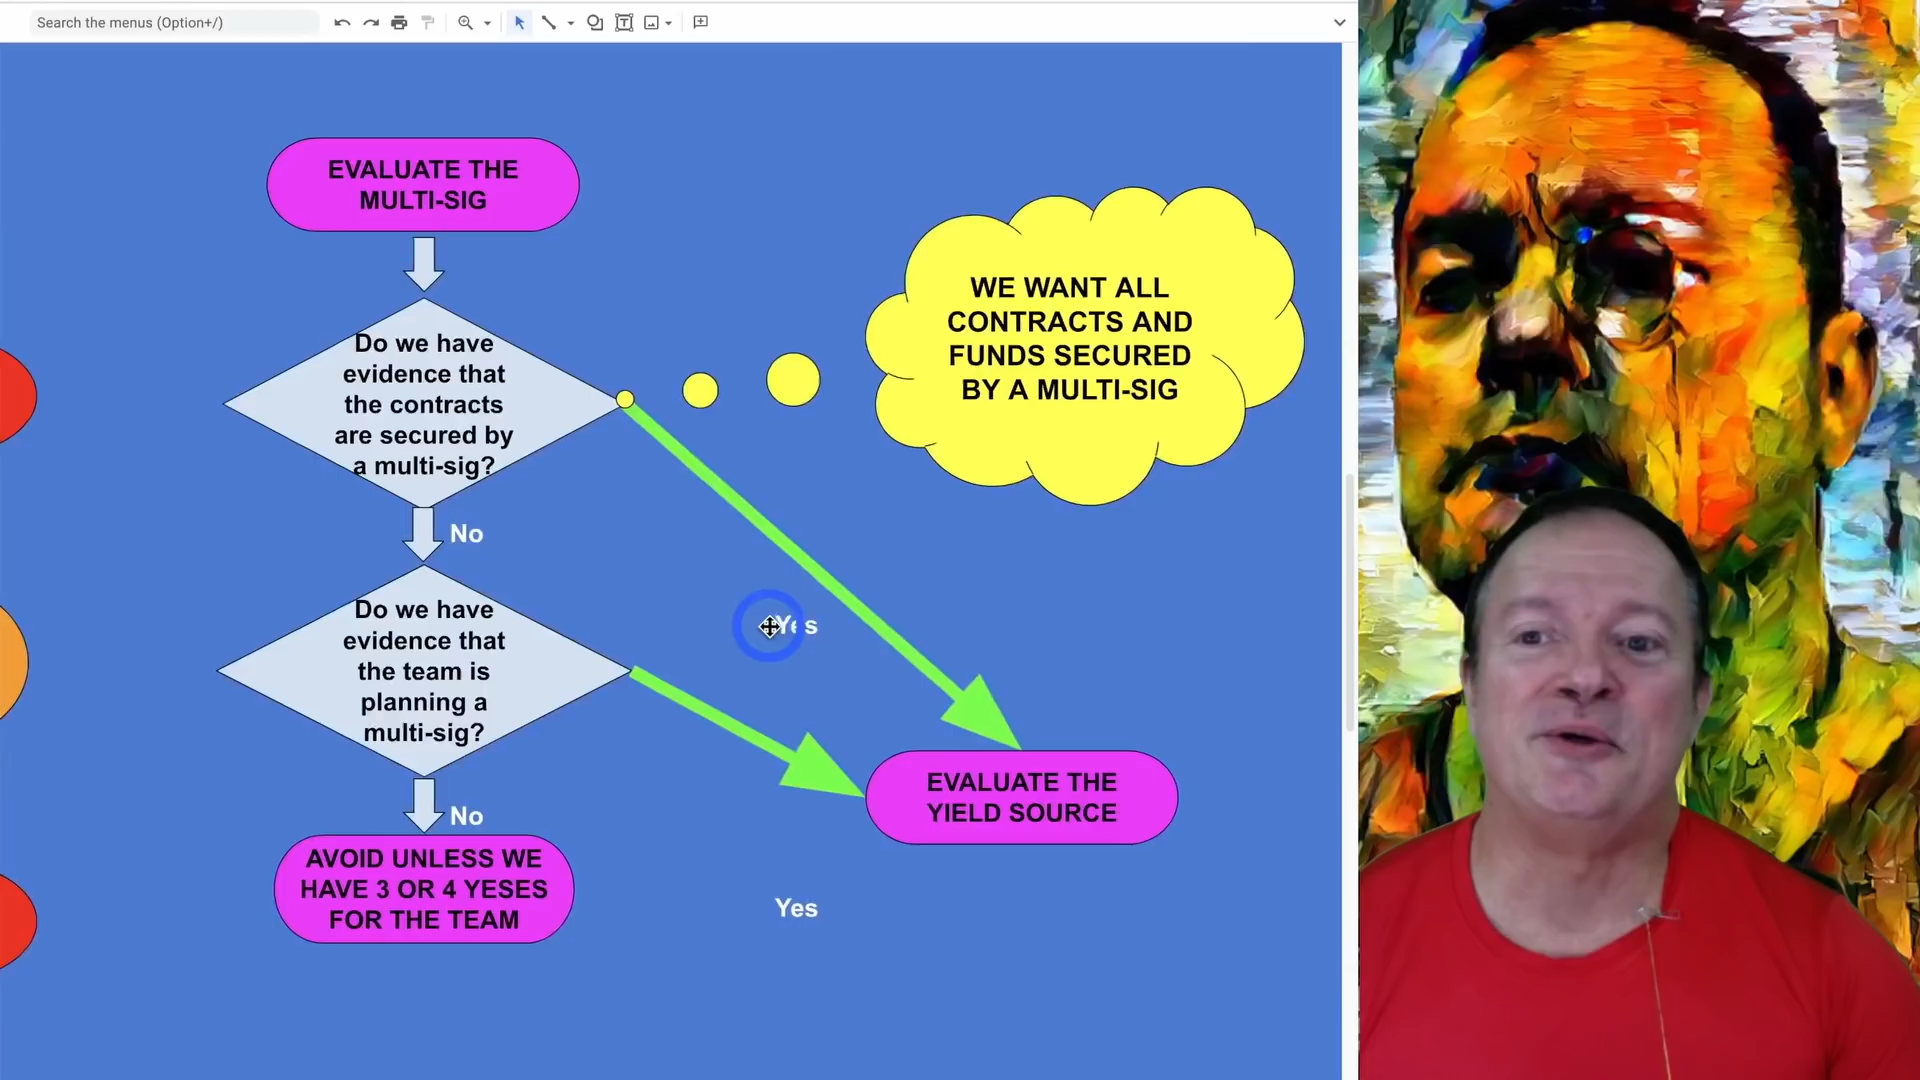 Search the menus (Option+/)
EVALUATE THE
MULTI-SIG
WE WANT ALL
CONTRACTS AND
FUNDS SECURED
BY A MULTI-SIG
Do we have
evidence that
the contracts
are secured by
a multi-sig?
No
Do we have
evidence that
the team is
planning a
multi-sig?
Yes
EVALUATE THE
YIELD SOURCE
No
AVOID UNLESS WE
HAVE 3 OR 4 YESES
FOR THE TEAM
Yes